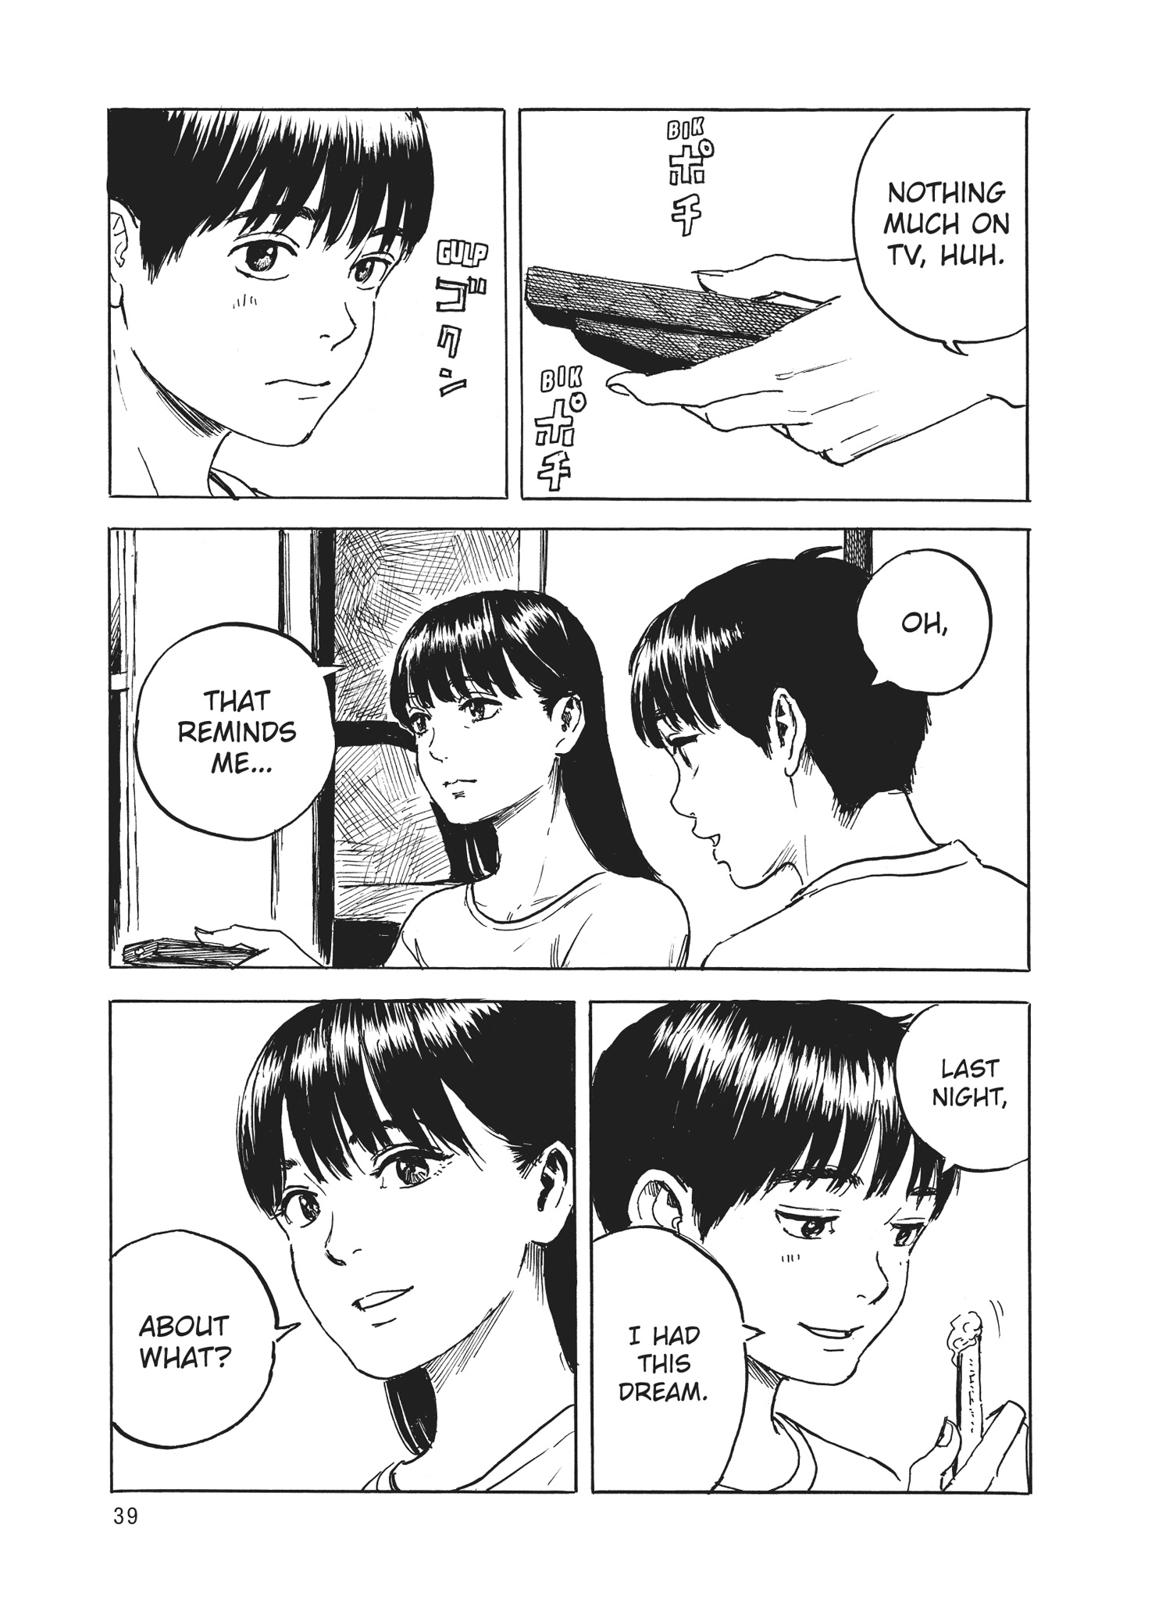 BIK
ポチ
NOTHING
MUCH ON
TV, HUH.
BIK
ポチ
GULP
ゴクン
OH,
THAT
REMINDS
ME...
LAST
NIGHT,
I HAD
THIS
DREAM.
ABOUT
WHAT?
39